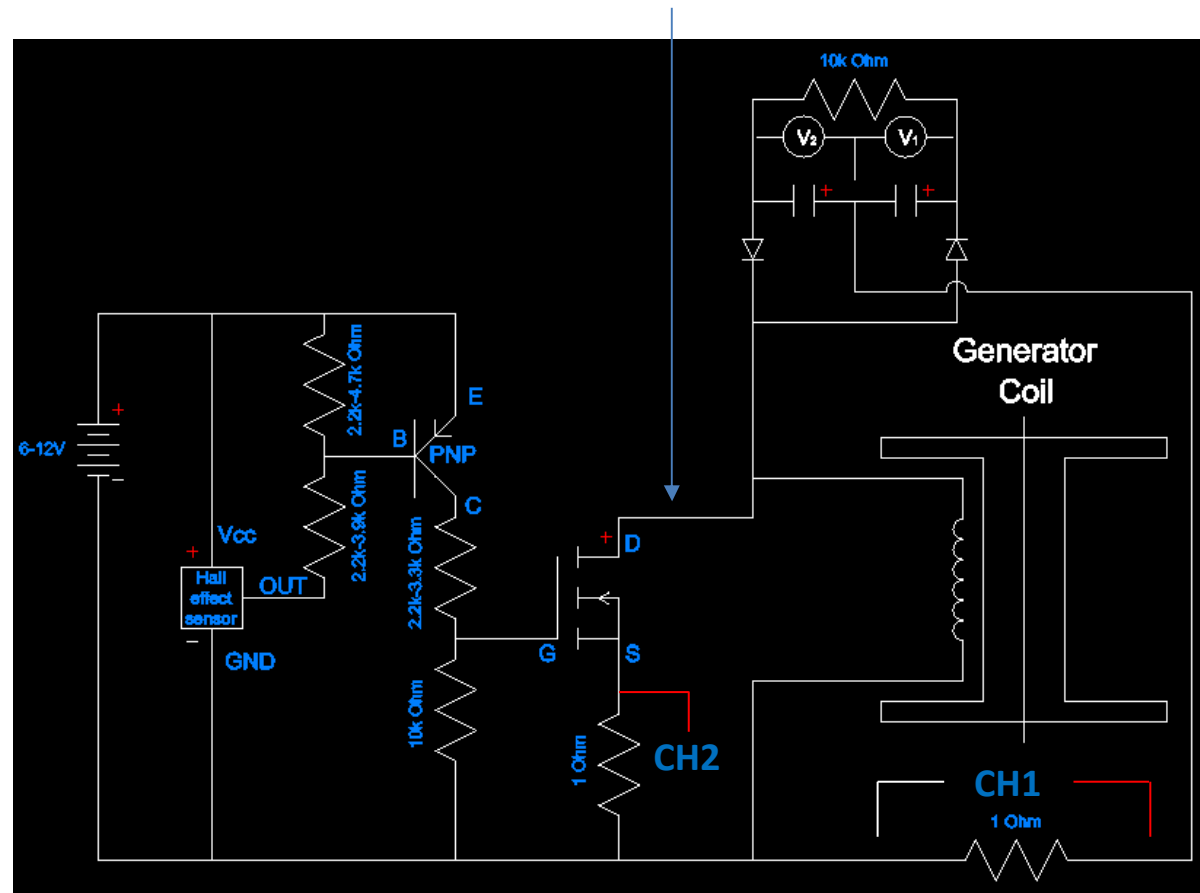 10k Ohm
V2
V1
+
+
Generator
Coil
+
6-12V
-
2.2k-4.7k Ohm
E
B
PNP
C
2.2k-3.9k Ohm
2.2k-3.3k Ohm
Vcc
+
Hall
effect
sensor
OUT
-
GND
+
D
G
S
10k Ohm
1 Ohm
CH2
CH1
1 Ohm